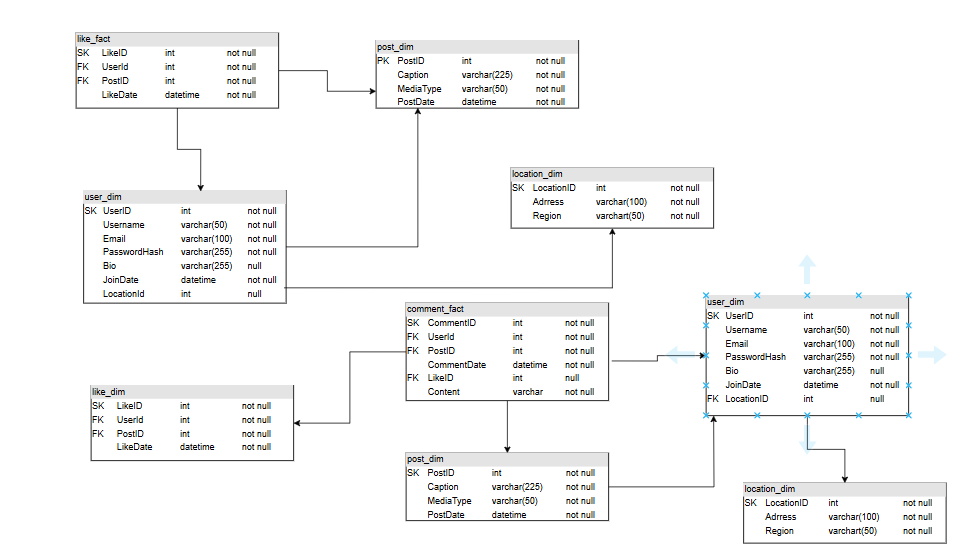 like_fact
SK LikeID int not null
FK UserId int not null
FK PostID int not null
LikeDate datetime not null
post_dim
PK PostID int not null
Caption varchar(225) not null
MediaType varchar(50) not null
PostDate datetime not null
location_dim
SK LocationID int not null
Adrress varchar(100) not null
Region varchart(50) not null
user_dim
SK UserID int not null
Username varchar(50) not null
Email varchar(100) not null
PasswordHash varchar(255) not null
Bio varchar(255) null
JoinDate datetime not null
LocationId int null
comment_fact
SK CommentID int not null
FK UserId int not null
FK PostID int not null
CommentDate datetime not null
FK LikeID int null
Content varchar not null
user_dim
SK UserID int not null
Username varchar(50) not null
Email varchar(100) not null
PasswordHash varchar(255) not null
Bio varchar(255) null
JoinDate datetime not null
FK LocationID int null
like_dim
SK LikeID int not null
FK UserId int not null
FK PostID int not null
LikeDate datetime not null
post_dim
SK PostID int not null
Caption varchar(225) not null
MediaType varchar(50) not null
PostDate datetime not null
location_dim
SK LocationID int not null
Adrress varchar(100) not null
Region varchart(50) not null